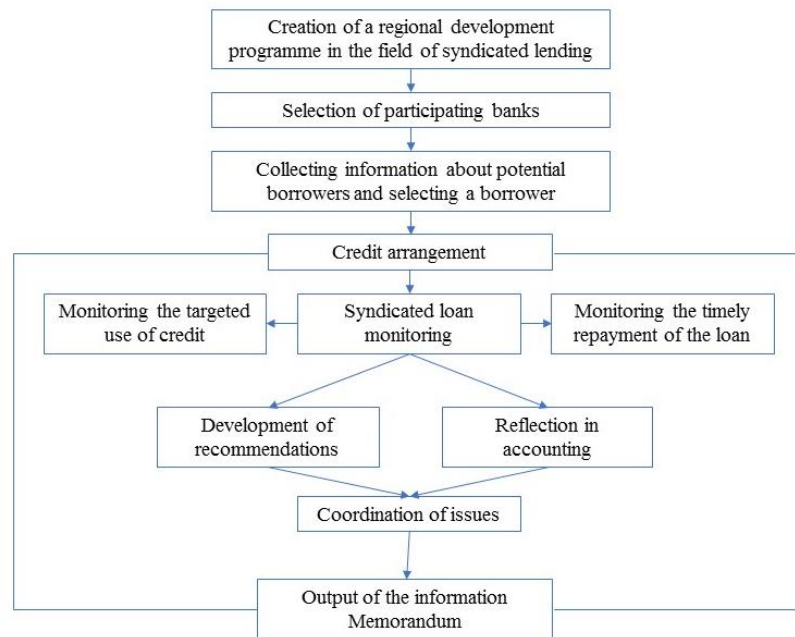 Creation of a regional development
programme in the field of syndicated lending
Selection of participating banks
Collecting information about potential
borrowers and selecting a borrower
Credit arrangement
Monitoring the targeted
use of credit
Syndicated loan
monitoring
Monitoring the timely
repayment of the loan
Development of
recommendations
Reflection in
accounting
Coordination of issues
Output of the information
Memorandum